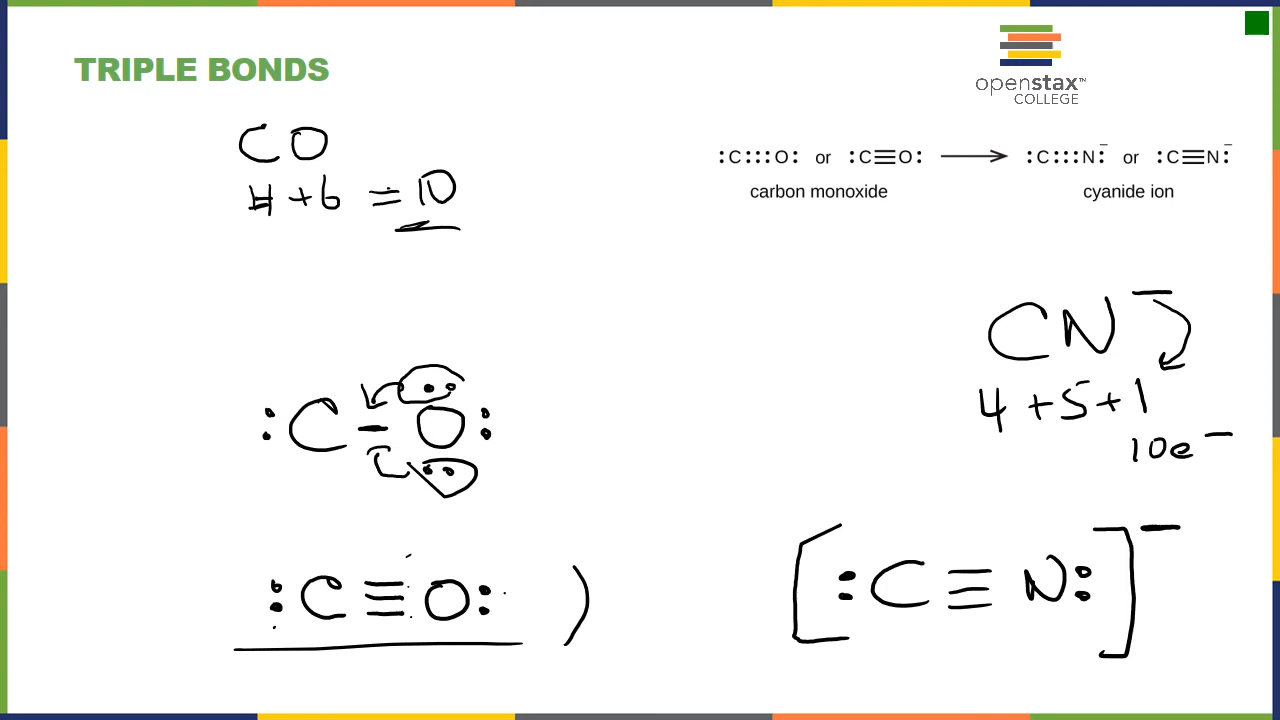 TRIPLE BONDS
openstax™
COLLEGE
CO
4 + 6 = 10
:C:::O: or :C≡O: ⟶ :C:::N:⁻ or :C≡N:⁻
carbon monoxide
cyanide ion
CN⁻
4 + 5 + 1
10e⁻
:C-O:
:C≡O: )
[:C≡N:]⁻